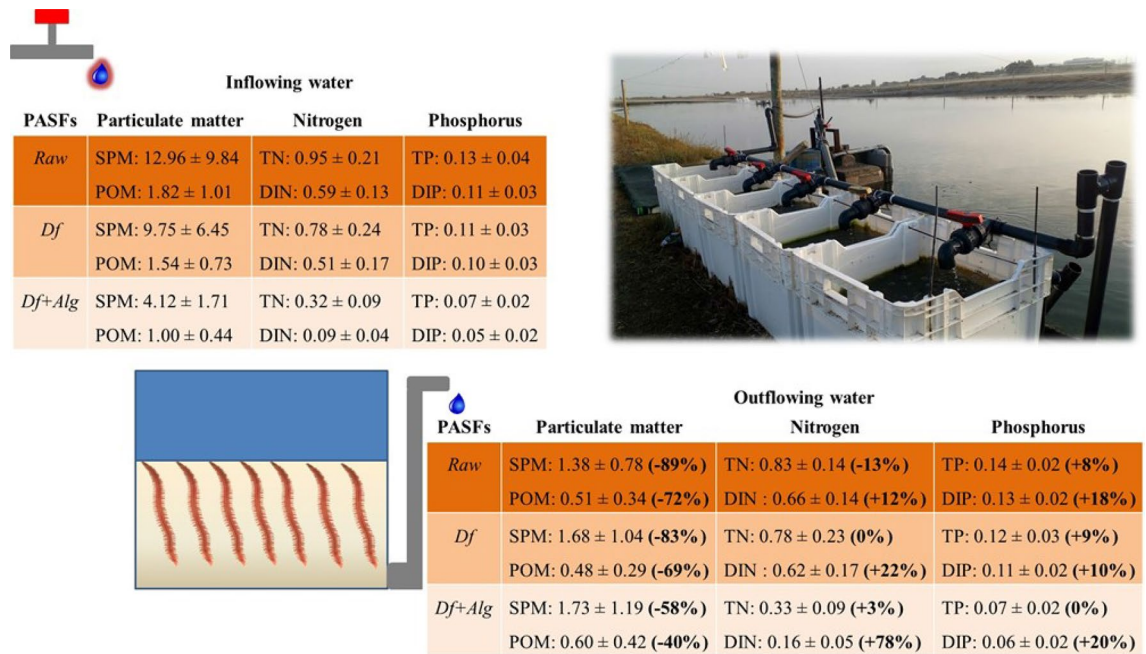 Inflowing water
PASFs Particulate matter Nitrogen Phosphorus
Raw SPM: 12.96 ± 9.84 TN: 0.95 ± 0.21 TP: 0.13 ± 0.04
POM: 1.82 ± 1.01 DIN: 0.59 ± 0.13 DIP: 0.11 ± 0.03
Df SPM: 9.75 ± 6.45 TN: 0.78 ± 0.24 TP: 0.11 ± 0.03
POM: 1.54 ± 0.73 DIN: 0.51 ± 0.17 DIP: 0.10 ± 0.03
Df+Alg SPM: 4.12 ± 1.71 TN: 0.32 ± 0.09 TP: 0.07 ± 0.02
POM: 1.00 ± 0.44 DIN: 0.09 ± 0.04 DIP: 0.05 ± 0.02
Outflowing water
PASFs Particulate matter Nitrogen Phosphorus
Raw SPM: 1.38 ± 0.78 (-89%) TN: 0.83 ± 0.14 (-13%) TP: 0.14 ± 0.02 (+8%)
POM: 0.51 ± 0.34 (-72%) DIN : 0.66 ± 0.14 (+12%) DIP: 0.13 ± 0.02 (+18%)
Df SPM: 1.68 ± 1.04 (-83%) TN: 0.78 ± 0.23 (0%) TP: 0.12 ± 0.03 (+9%)
POM: 0.48 ± 0.29 (-69%) DIN : 0.62 ± 0.17 (+22%) DIP: 0.11 ± 0.02 (+10%)
Df+Alg SPM: 1.73 ± 1.19 (-58%) TN: 0.33 ± 0.09 (+3%) TP: 0.07 ± 0.02 (0%)
POM: 0.60 ± 0.42 (-40%) DIN: 0.16 ± 0.05 (+78%) DIP: 0.06 ± 0.02 (+20%)